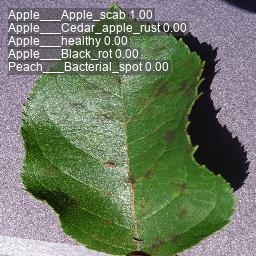 Apple___Apple_scab 1.00
Apple___Cedar_apple_rust 0.00
Apple___healthy 0.00
Apple___Black_rot 0.00
Peach___Bacterial_spot 0.00